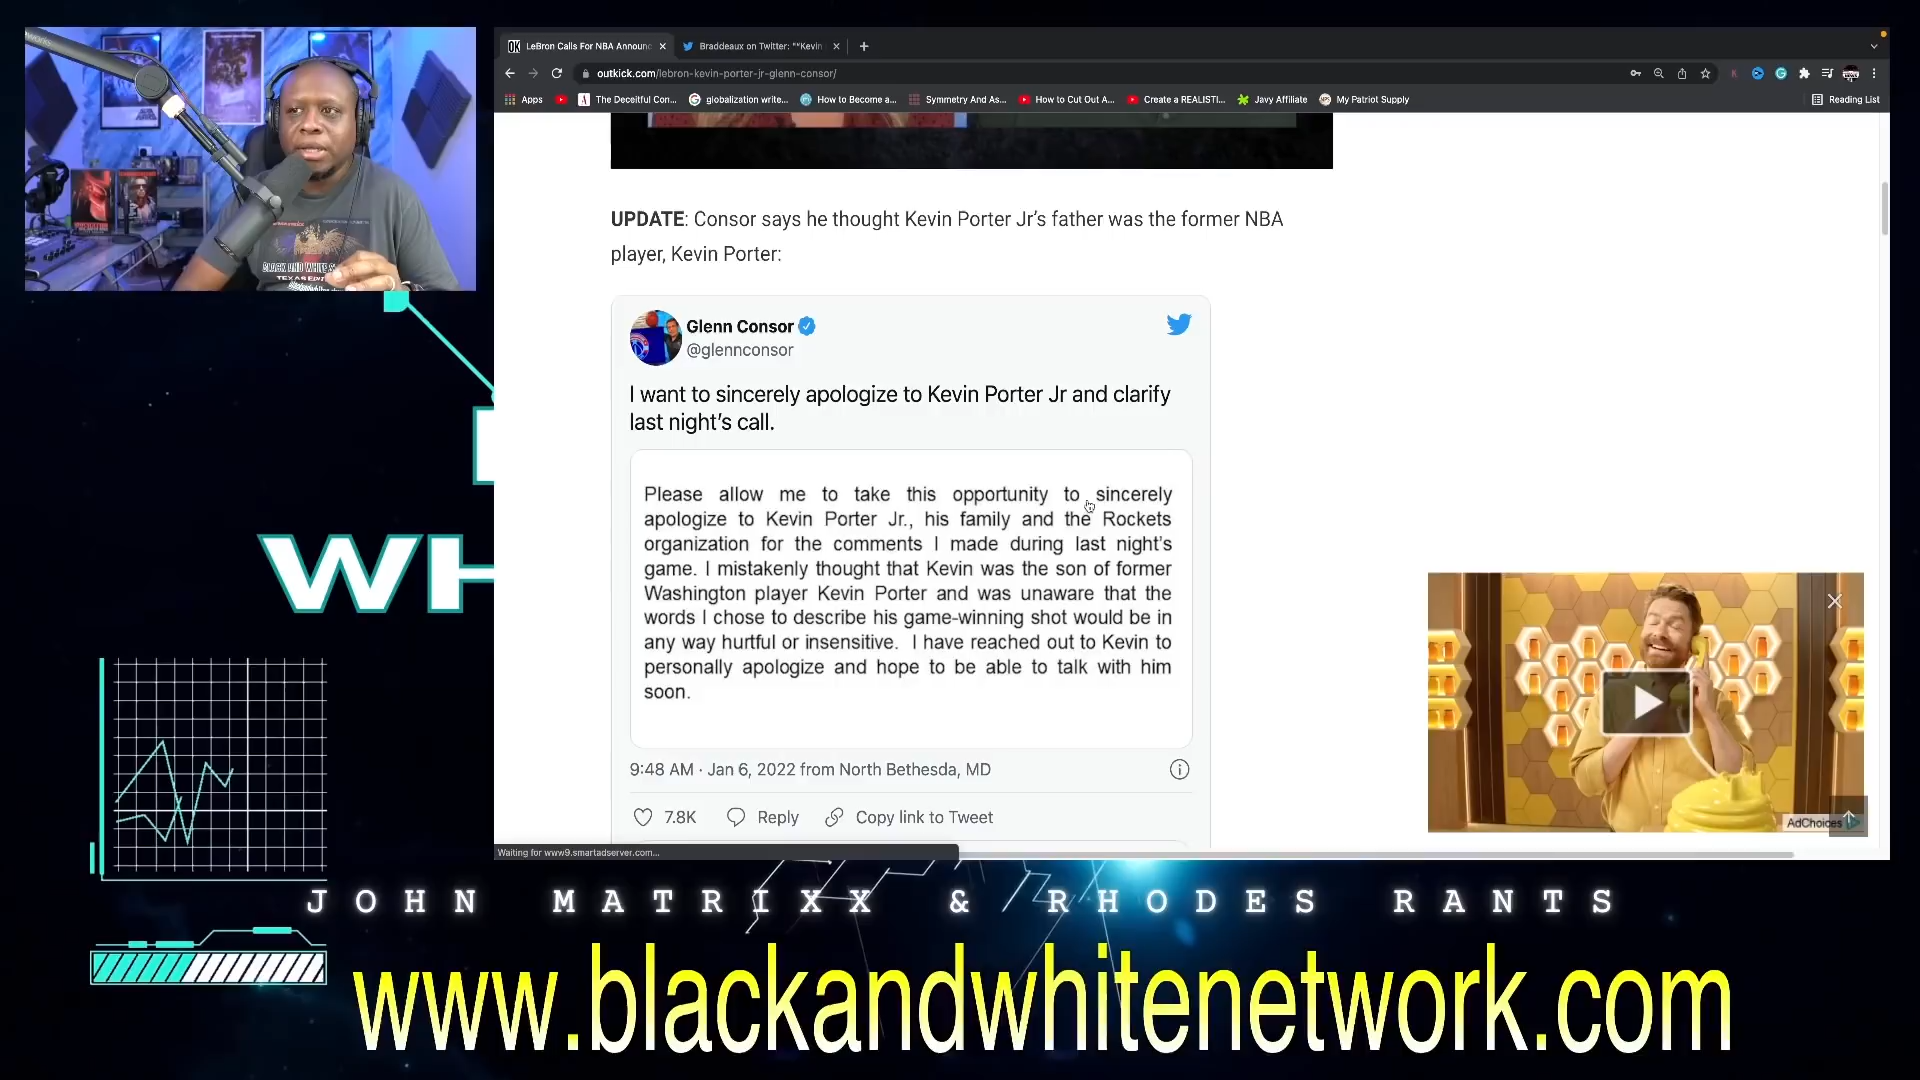 LeBron Calls For NBA Announc
Braddeaux on Twitter: "“Kevin
outkick.com/lebron-kevin-porter-jr-glenn-consor/
Apps
The Deceitful Con...
globalization write...
How to Become a...
Symmetry And As...
How to Cut Out A...
Create a REALISTI...
Javy Affiliate
My Patriot Supply
Reading List
UPDATE: Consor says he thought Kevin Porter Jr’s father was the former NBA
player, Kevin Porter:
Glenn Consor
@glennconsor
I want to sincerely apologize to Kevin Porter Jr and clarify
last night’s call.
Please allow me to take this opportunity to sincerely
apologize to Kevin Porter Jr., his family and the Rockets
organization for the comments I made during last night’s
game. I mistakenly thought that Kevin was the son of former
Washington player Kevin Porter and was unaware that the
words I chose to describe his game-winning shot would be in
any way hurtful or insensitive. I have reached out to Kevin to
personally apologize and hope to be able to talk with him
soon.
9:48 AM · Jan 6, 2022 from North Bethesda, MD
7.8K Reply Copy link to Tweet
AdChoices
Waiting for www9.smartadserver.com...
WH
JOHN MATRIXX & RHODES RANTS
www.blackandwhitenetwork.com